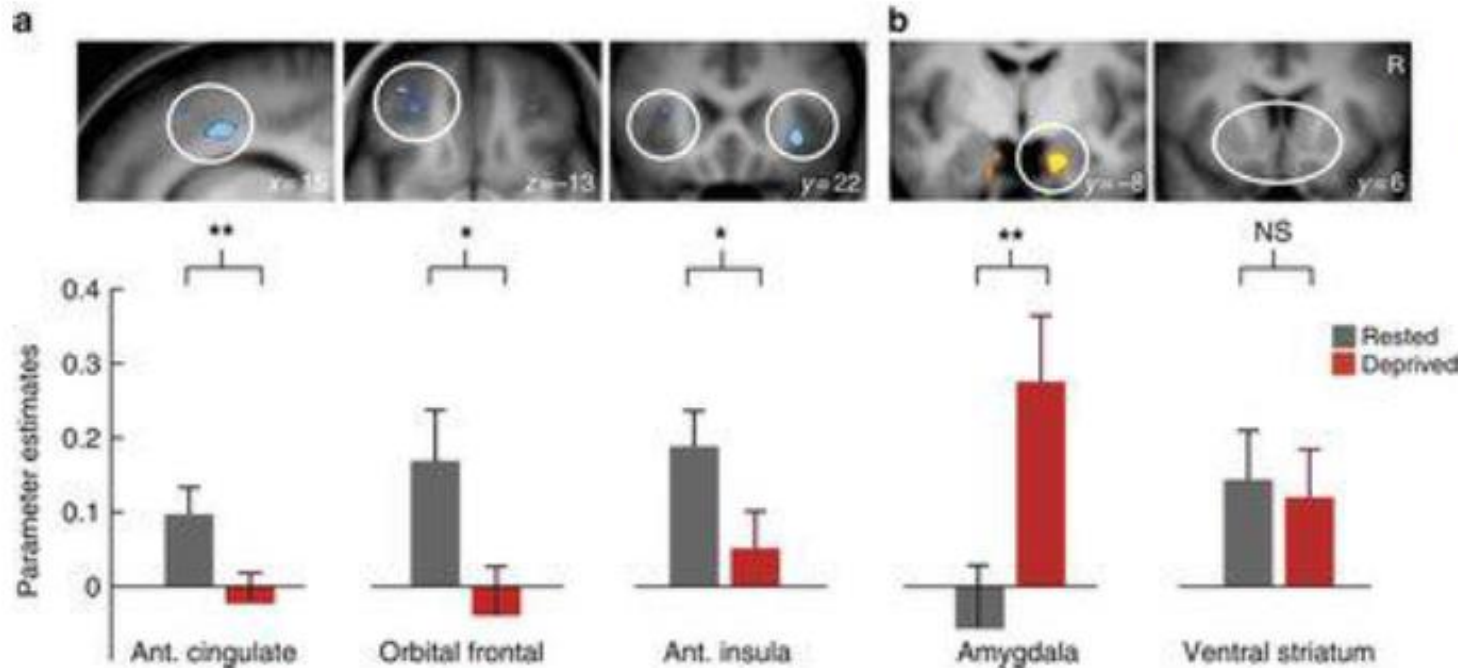 a
b
x = 15
z = -13
y = 22
y = -8
R
y = 6
**
*
*
**
NS
0.4
0.3
0.2
0.1
0
Parameter estimates
Rested
Deprived
Ant. cingulate
Orbital frontal
Ant. insula
Amygdala
Ventral striatum